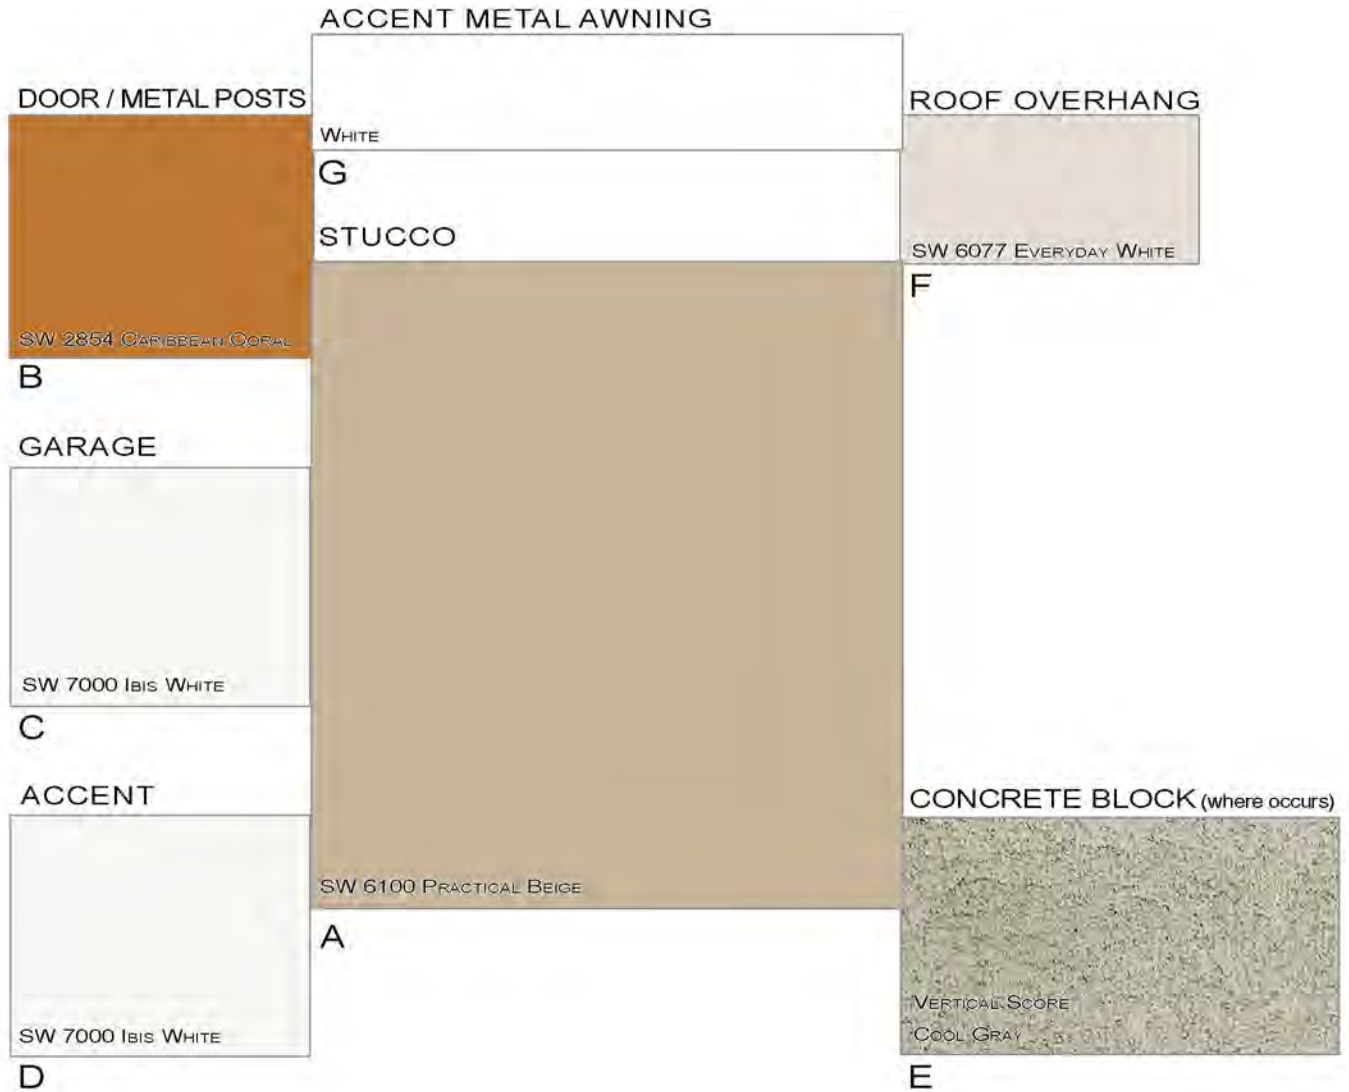 ACCENT METAL AWNING
WHITE
G
DOOR / METAL POSTS
SW 2854 CARIBBEAN CORAL
B
ROOF OVERHANG
SW 6077 EVERYDAY WHITE
F
STUCCO
SW 6100 PRACTICAL BEIGE
A
GARAGE
SW 7000 IBIS WHITE
C
ACCENT
SW 7000 IBIS WHITE
D
CONCRETE BLOCK (where occurs)
VERTICAL SCORE
COOL GRAY
E